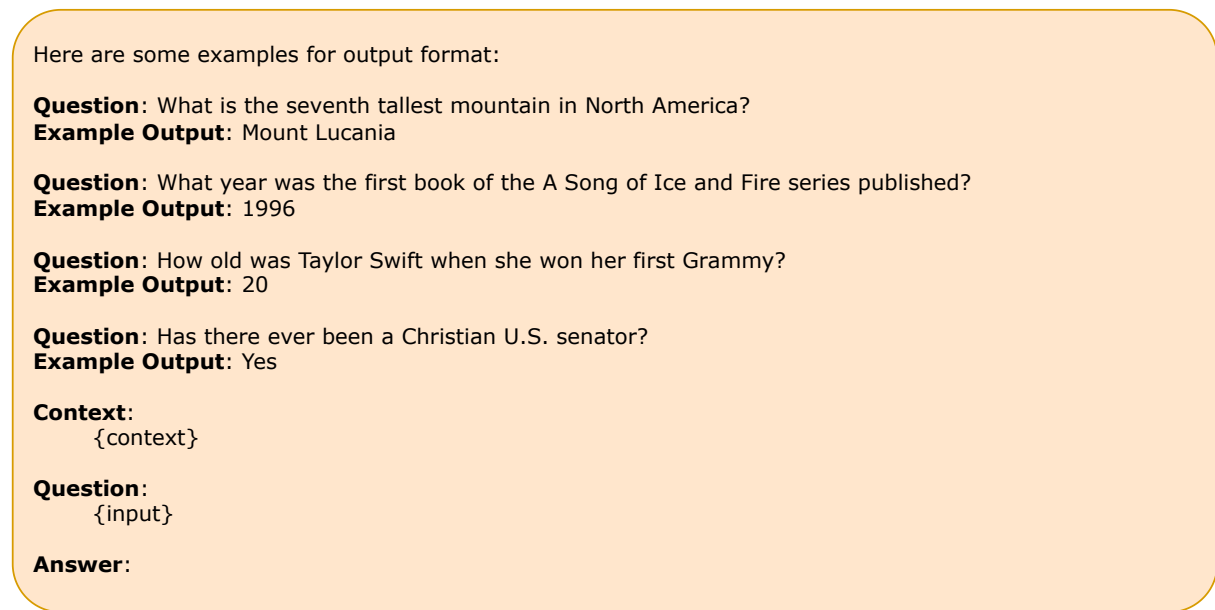 Here are some examples for output format:
Question: What is the seventh tallest mountain in North America?
Example Output: Mount Lucania
Question: What year was the first book of the A Song of Ice and Fire series published?
Example Output: 1996
Question: How old was Taylor Swift when she won her first Grammy?
Example Output: 20
Question: Has there ever been a Christian U.S. senator?
Example Output: Yes
Context:
{context}
Question:
{input}
Answer: